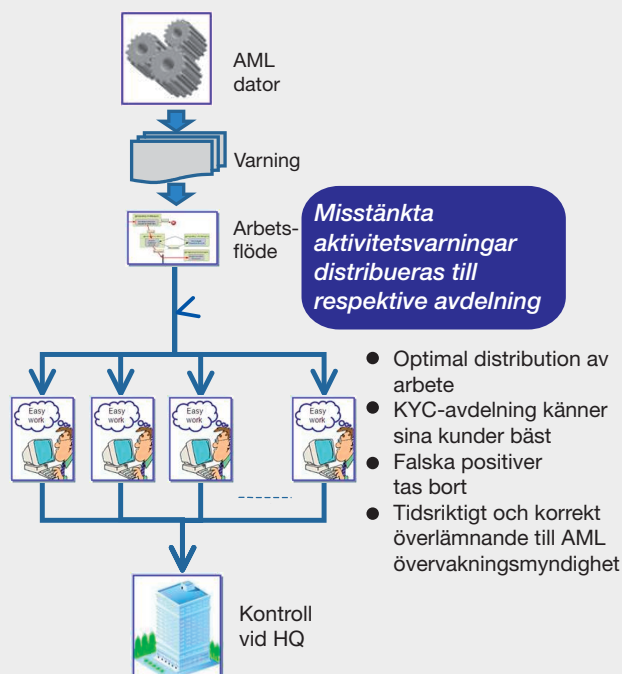 AML
dator
Varning
Arbets-
flöde
Misstänkta
aktivitetsvarningar
distribueras till
respektive avdelning
Easy
work
Easy
work
Easy
work
Easy
work
● Optimal distribution av
arbete
● KYC-avdelning känner
sina kunder bäst
● Falska positiver
tas bort
● Tidsriktigt och korrekt
överlämnande till AML
övervakningsmyndighet
Kontroll
vid HQ